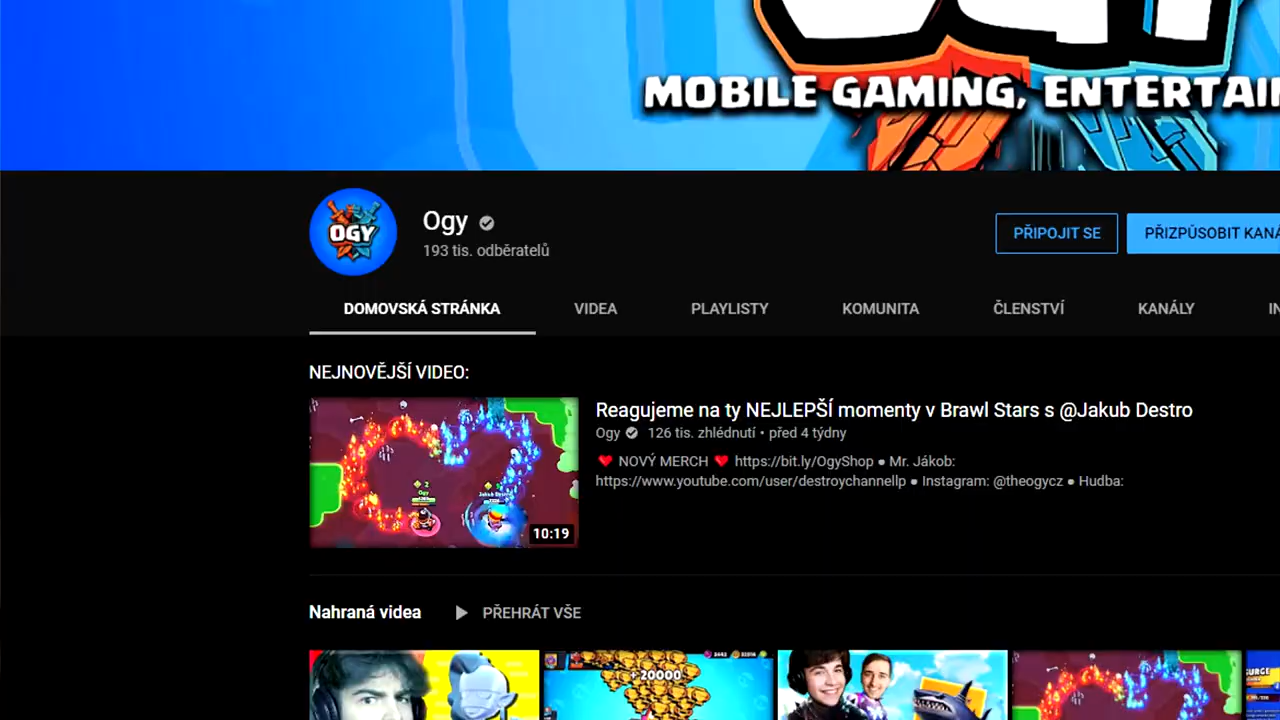 MOBILE GAMING, ENTERTAI
OGY
Ogy
193 tis. odběratelů
PŘIPOJIT SE
PŘIZPŮSOBIT KANÁ
DOMOVSKÁ STRÁNKA
VIDEA
PLAYLISTY
KOMUNITA
ČLENSTVÍ
KANÁLY
IN
NEJNOVĚJŠÍ VIDEO:
Reagujeme na ty NEJLEPŠÍ momenty v Brawl Stars s @Jakub Destro
Ogy 126 tis. zhlédnutí • před 4 týdny
❤ NOVÝ MERCH ❤ https://bit.ly/OgyShop ● Mr. Jákob:
https://www.youtube.com/user/destroychannellp ● Instagram: @theogycz ● Hudba:
10:19
Nahraná videa
PŘEHRÁT VŠE
+20000
SURGE